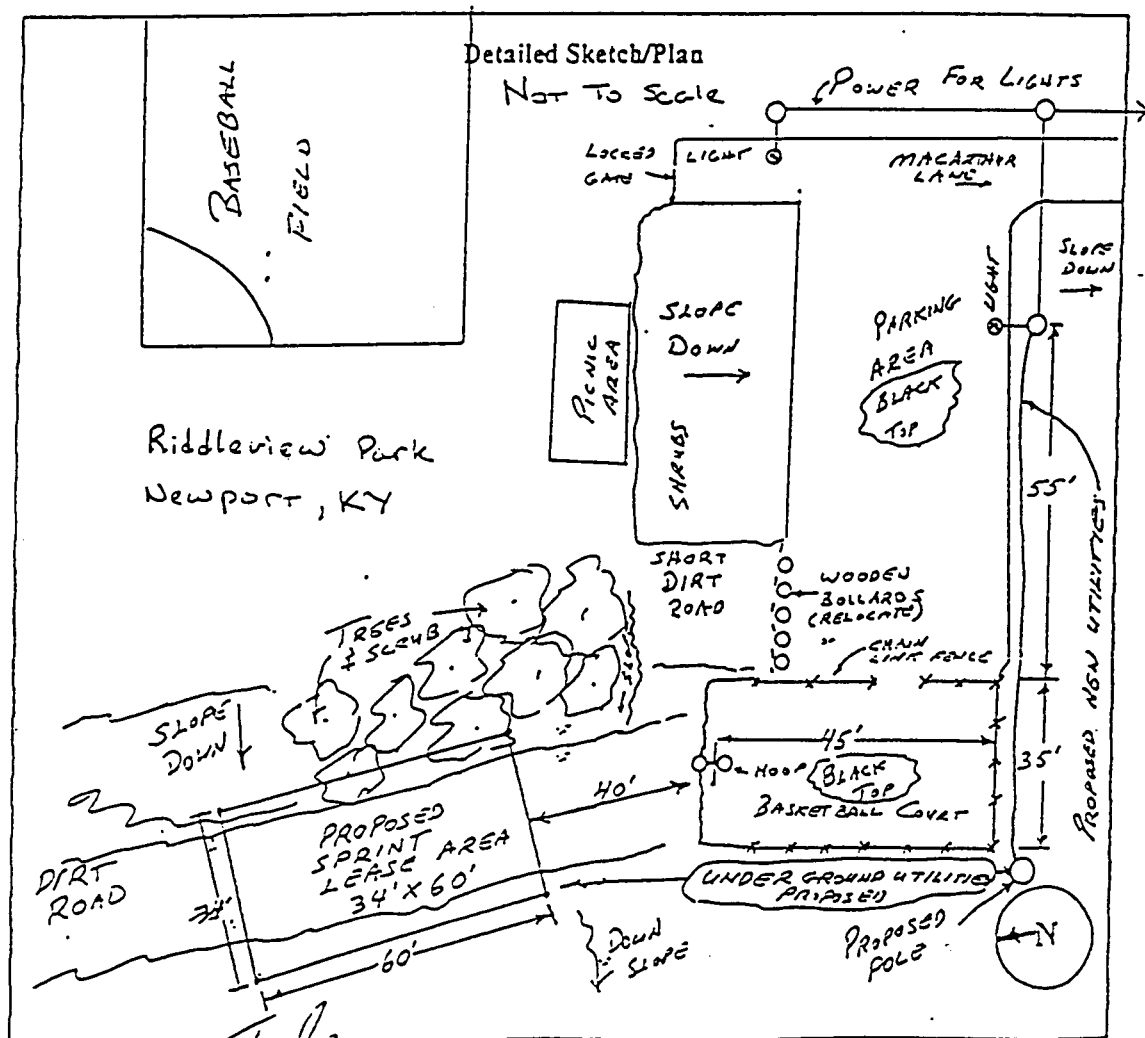 Detailed Sketch/Plan
Not To Scale
POWER FOR LIGHTS
BASEBALL
FIELD
LOCKED
GATE
LIGHT
MACARTHUR
LANE
SLOPE
DOWN
LIGHT
PARKING
AREA
BLACK
TOP
SLOPE
DOWN
SHRUBS
PICNIC
AREA
Riddleview Park
Newport, KY
55'
PROPOSED NEW UTILITIES
SHORT
DIRT
ROAD
WOODEN
BOLLARDS
(RELOCATE)
CHAIN
LINK FENCE
TREES
& SCRUB
SLOPE
SLOPE
DOWN
45'
35'
HOOP
BLACK
TOP
BASKETBALL COURT
40'
PROPOSED
SPRINT
LEASE AREA
34' X 60'
DIRT
ROAD
34'
60'
UNDERGROUND UTILITIES
PROPOSED
DOWN
SLOPE
PROPOSED
POLE
N